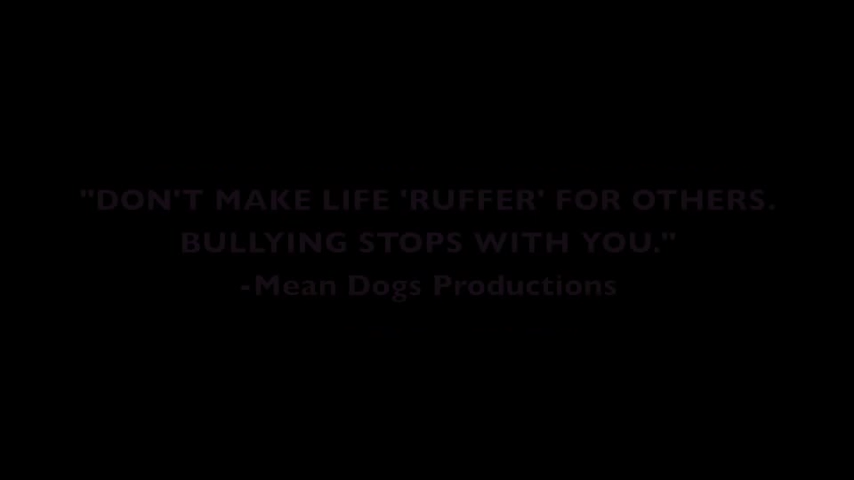 "DON'T MAKE LIFE 'RUFFER' FOR OTHERS.
BULLYING STOPS WITH YOU."
-Mean Dogs Productions